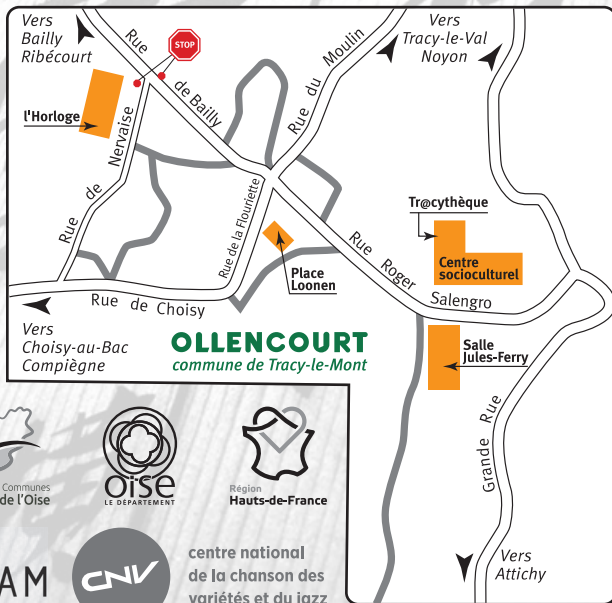 Vers
Bailly
Ribécourt
Rue de Bailly
STOP
Rue du Moulin
Vers
Tracy-le-Val
Noyon
l'Horloge
Rue de Nervaise
Rue de la Flouriette
Tr@cythèque
Centre
socioculturel
Place
Loonen
Rue Roger Salengro
Rue de Choisy
Vers
Choisy-au-Bac
Compiègne
OLLENCOURT
commune de Tracy-le-Mont
Salle
Jules-Ferry
Grande Rue
Vers
Attichy
Communes
de l'Oise
Oise
LE DÉPARTEMENT
Région
Hauts-de-France
AM
CNV
centre national
de la chanson des
variétés et du jazz